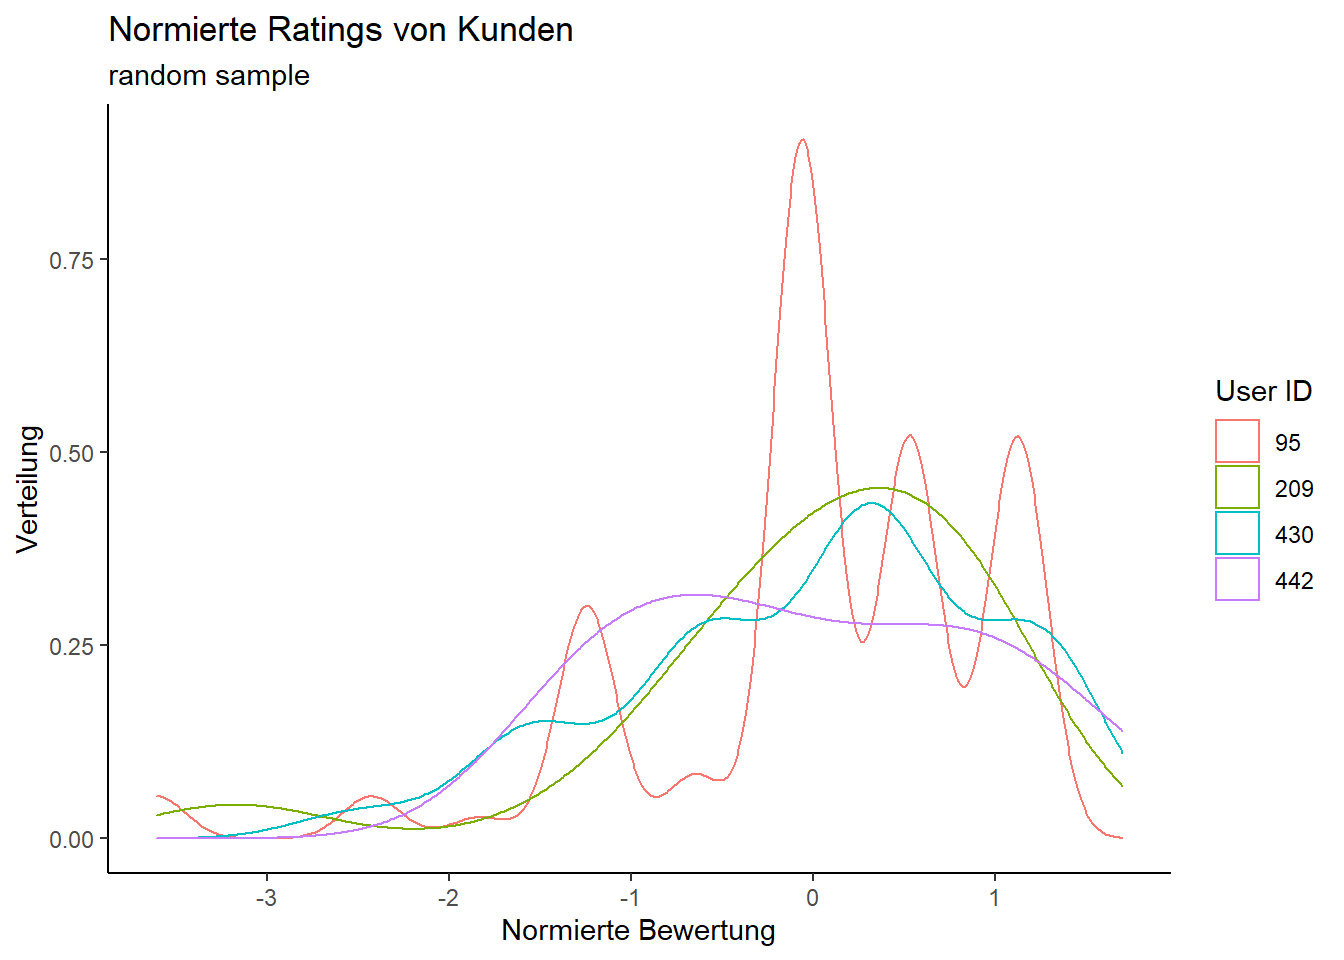 Normierte Ratings von Kunden
random sample
Verteilung
0.75
0.50
0.25
0.00
-3
-2
-1
0
1
Normierte Bewertung
User ID
95
209
430
442